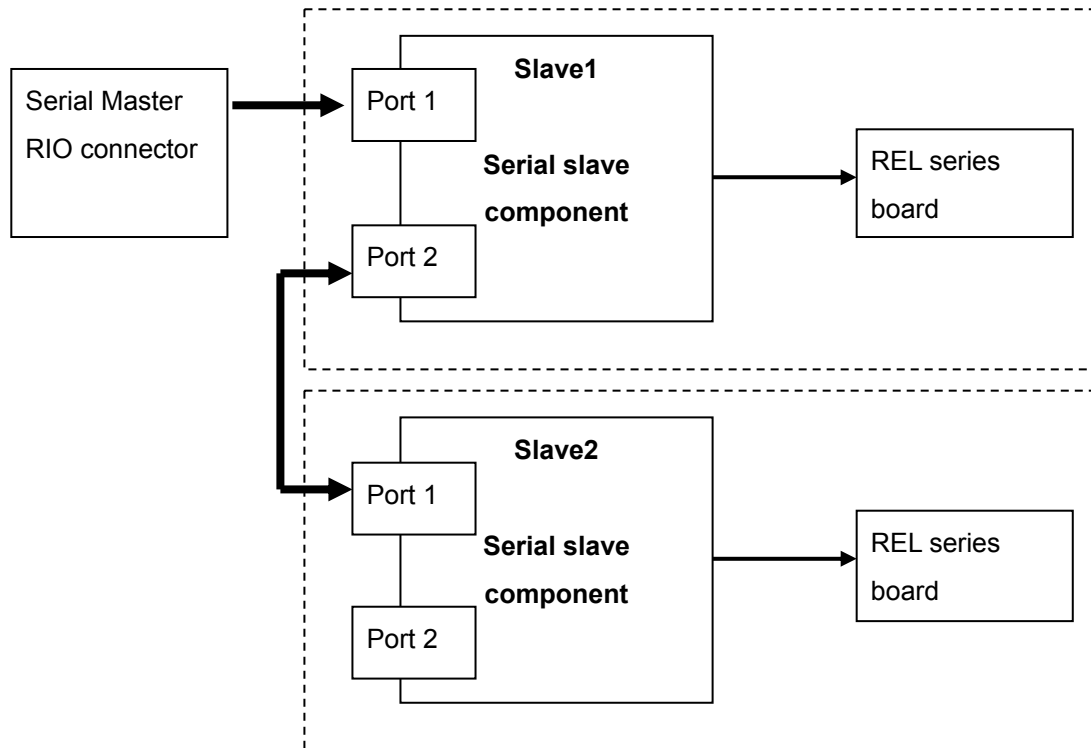 Serial Master
RIO connector
Port 1
Slave1
Serial slave
component
Port 2
REL series
board
Port 1
Slave2
Serial slave
component
Port 2
REL series
board